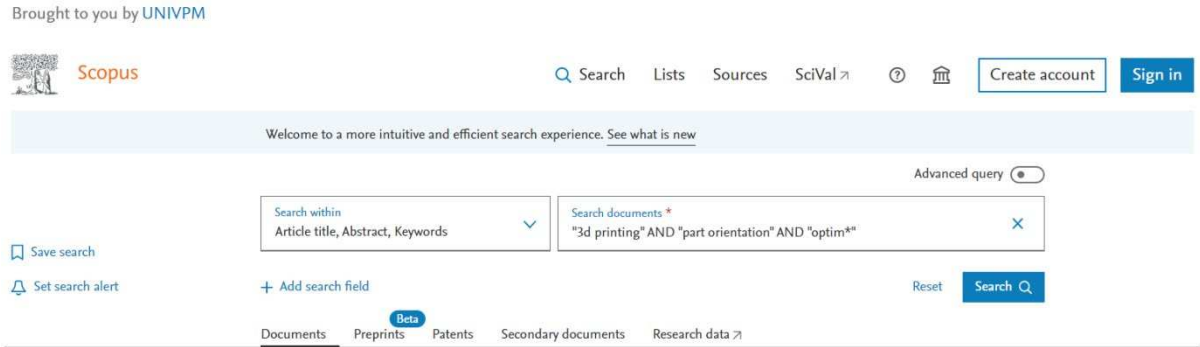 Brought to you by UNIVPM
Scopus
Search Lists Sources SciVal Create account Sign in
Welcome to a more intuitive and efficient search experience. See what is new
Advanced query
Search within
Article title, Abstract, Keywords
Search documents *
"3d printing" AND "part orientation" AND "optim*"
Save search
Set search alert
+ Add search field
Reset Search
Beta
Documents Preprints Patents Secondary documents Research data